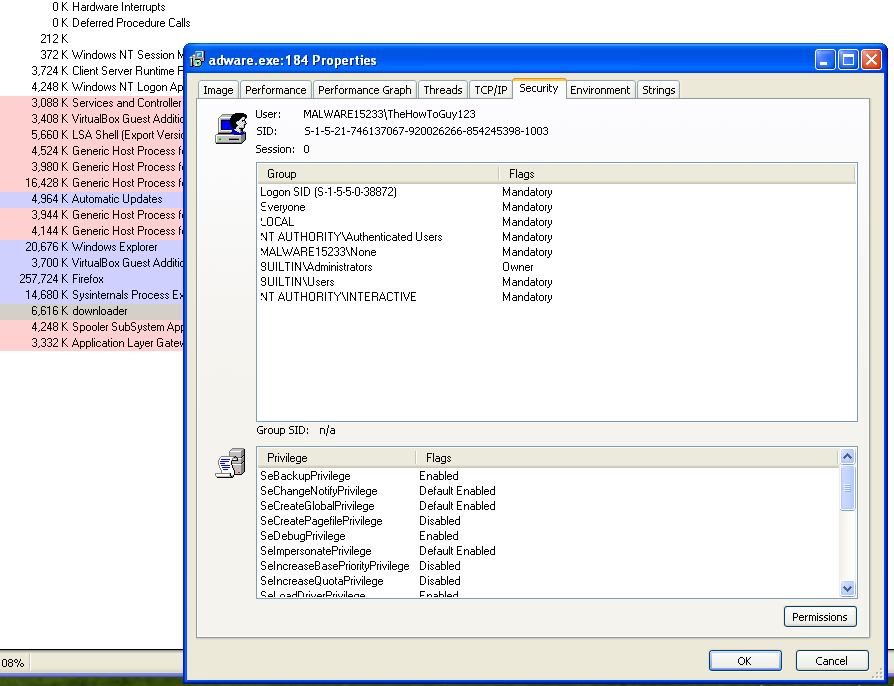 0 K Hardware Interrupts
0 K Deferred Procedure Calls
212 K
372 K Windows NT Session M
3,724 K Client Server Runtime P
4,248 K Windows NT Logon Ap
3,088 K Services and Controller
3,408 K VirtualBox Guest Additio
5,660 K LSA Shell (Export Versio
4,524 K Generic Host Process fo
3,980 K Generic Host Process fo
16,428 K Generic Host Process fo
4,964 K Automatic Updates
3,944 K Generic Host Process fo
4,144 K Generic Host Process fo
20,676 K Windows Explorer
3,700 K VirtualBox Guest Additio
257,724 K Firefox
14,680 K Sysinternals Process Ex
6,616 K downloader
4,248 K Spooler SubSystem App
3,332 K Application Layer Gatew
08%
adware.exe:184 Properties
Image Performance Performance Graph Threads TCP/IP Security Environment Strings
User: MALWARE15233\TheHowToGuy123
SID: S-1-5-21-746137067-920026266-854245398-1003
Session: 0
Group Flags
Logon SID (S-1-5-5-0-38872) Mandatory
Everyone Mandatory
LOCAL Mandatory
NT AUTHORITY\Authenticated Users Mandatory
MALWARE15233\None Mandatory
BUILTIN\Administrators Owner
BUILTIN\Users Mandatory
NT AUTHORITY\INTERACTIVE Mandatory
Group SID: n/a
Privilege Flags
SeBackupPrivilege Enabled
SeChangeNotifyPrivilege Default Enabled
SeCreateGlobalPrivilege Default Enabled
SeCreatePagefilePrivilege Disabled
SeDebugPrivilege Enabled
SeImpersonatePrivilege Default Enabled
SeIncreaseBasePriorityPrivilege Disabled
SeIncreaseQuotaPrivilege Disabled
SeLoadDriverPrivilege Enabled
Permissions
OK Cancel